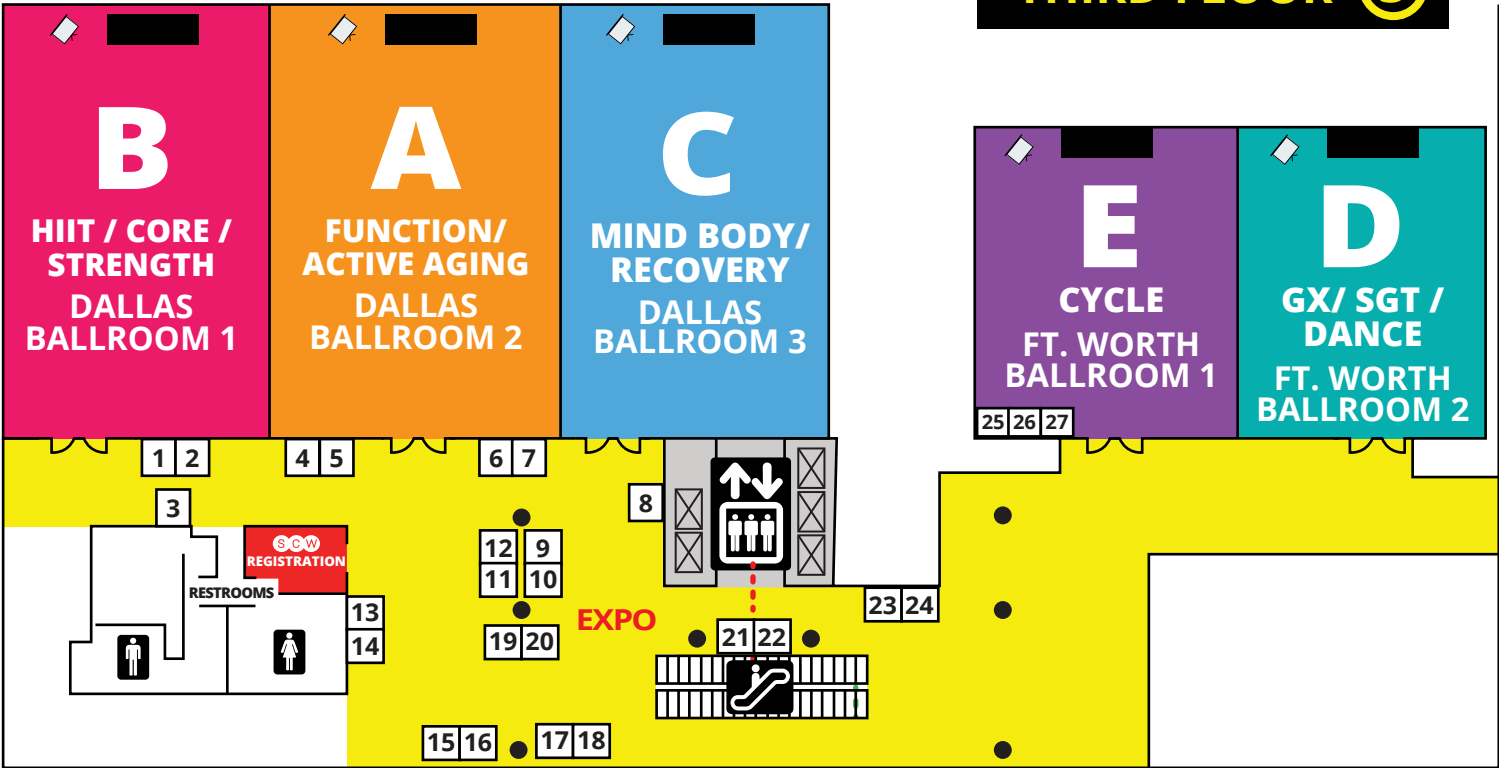 THIRD FLOOR 3
B
HIIT / CORE /
STRENGTH
DALLAS
BALLROOM 1
A
FUNCTION/
ACTIVE AGING
DALLAS
BALLROOM 2
C
MIND BODY/
RECOVERY
DALLAS
BALLROOM 3
E
CYCLE
FT. WORTH
BALLROOM 1
D
GX/ SGT /
DANCE
FT. WORTH
BALLROOM 2
25 26 27
1 2
4 5
6 7
3
8
SCW
REGISTRATION
RESTROOMS
12 9
11 10
13
14
EXPO
19 20
21 22
23 24
15 16
17 18